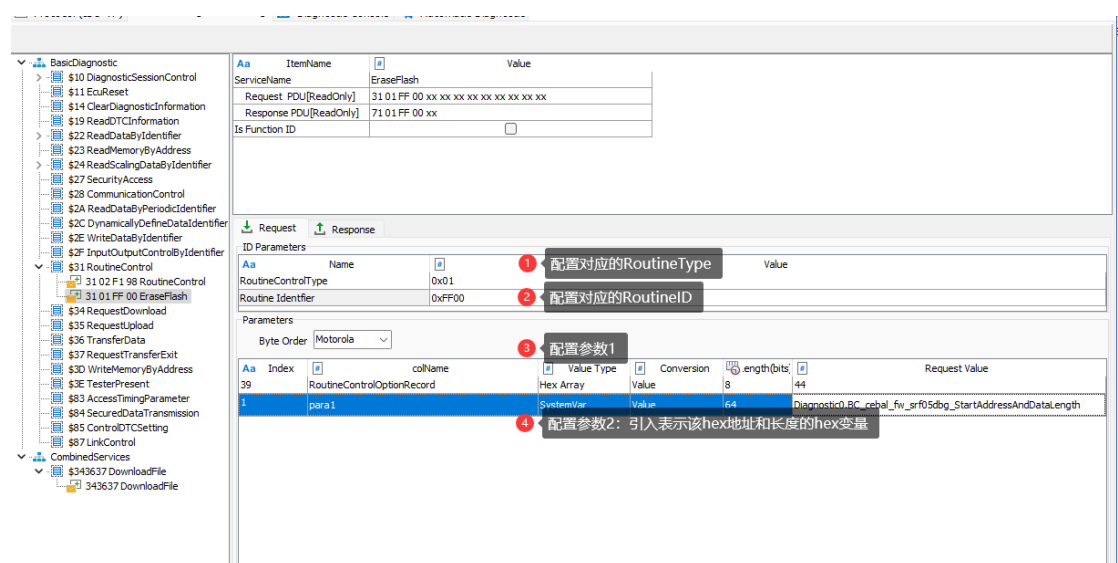 BasicDiagnostic
$10 DiagnosticSessionControl
$11 EcuReset
$14 ClearDiagnosticInformation
$19 ReadDTCInformation
$22 ReadDataByIdentifier
$23 ReadMemoryByAddress
$24 ReadScalingDataByIdentifier
$27 SecurityAccess
$28 CommunicationControl
$2A ReadDataByPeriodicIdentifier
$2C DynamicallyDefineDataIdentifier
$2E WriteDataByIdentifier
$2F InputOutputControlByIdentifier
$31 RoutineControl
31 02 F1 98 RoutineControl
31 01 FF 00 EraseFlash
$34 RequestDownload
$35 RequestUpload
$36 TransferData
$37 RequestTransferExit
$3D WriteMemoryByAddress
$3E TesterPresent
$83 AccessTimingParameter
$84 SecuredDataTransmission
$85 ControlDTCSetting
$87 LinkControl
CombinedServices
$343637 DownloadFile
343637 DownloadFile
Aa ItemName # Value
ServiceName EraseFlash
Request PDU[ReadOnly] 31 01 FF 00 xx xx xx xx xx xx xx xx xx
Response PDU[ReadOnly] 71 01 FF 00 xx
Is Function ID
Request Response
ID Parameters
Aa Name # Value
1 配置对应的RoutineType
RoutineControlType 0x01
Routine Identfier 0xFF00
2 配置对应的RoutineID
Parameters
Byte Order Motorola
3 配置参数1
Aa Index # colName # Value Type # Conversion .ength(bits) # Request Value
39 RoutineControlOptionRecord Hex Array Value 8 44
1 para1 SystemVar Value 64 Diagnostic0.BC_cebal_fw_srf05dbg_StartAddressAndDataLength
4 配置参数2：引入表示该hex地址和长度的hex变量